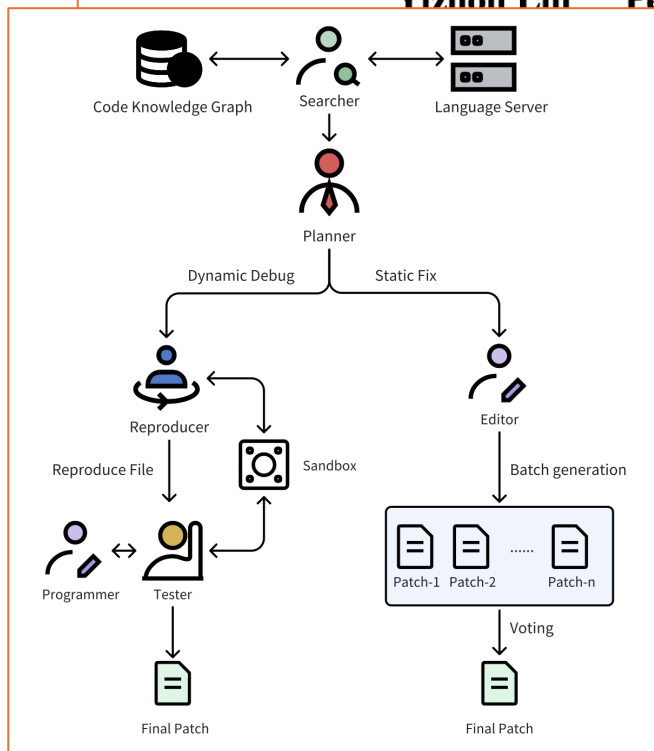 Code Knowledge Graph
Searcher
Language Server
Planner
Dynamic Debug
Static Fix
Reproducer
Editor
Reproduce File
Sandbox
Batch generation
Programmer
Tester
Patch-1 Patch-2 ...... Patch-n
Voting
Final Patch
Final Patch